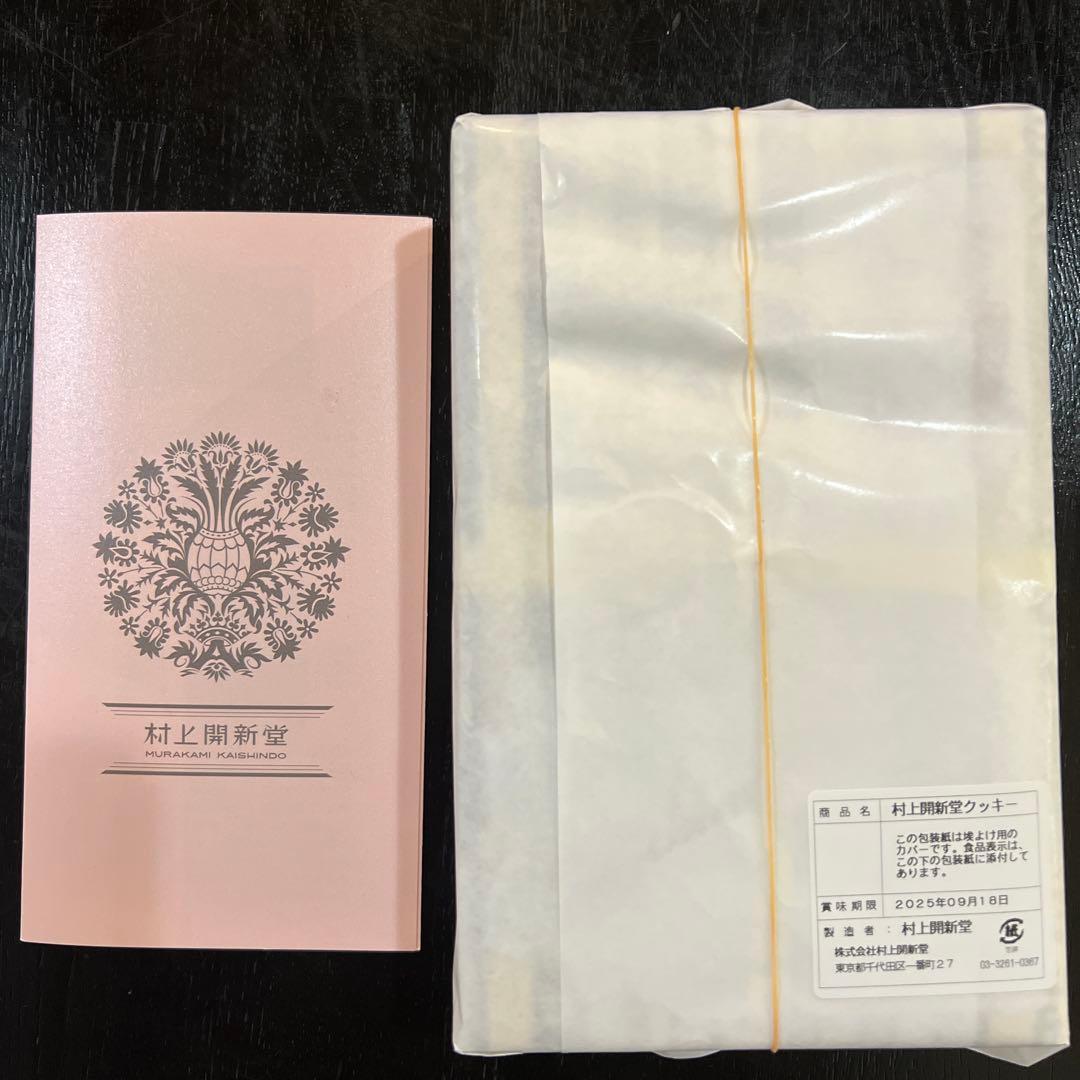 村上開新堂
MURAKAMI KAISHINDO
商品名 村上開新堂クッキー
この包装紙は埃よけ用の
カバーです。食品表示は、
この下の包装紙に添付して
あります。
賞味期限 2025年09月18日
製造者： 村上開新堂
株式会社村上開新堂
東京都千代田区一番町27 03-3261-0367
紙